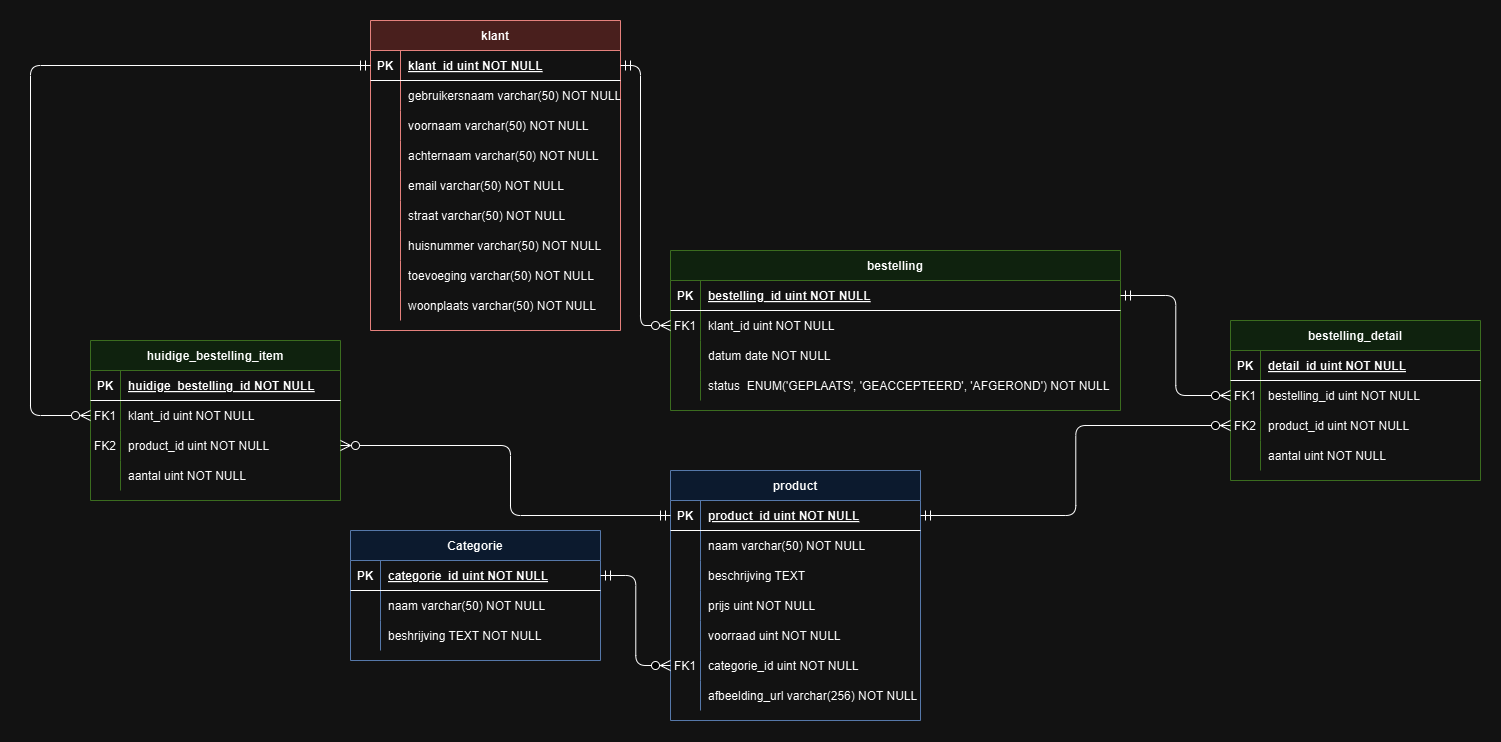 klant
PK klant_id uint NOT NULL
gebruikersnaam varchar(50) NOT NULL
voornaam varchar(50) NOT NULL
achternaam varchar(50) NOT NULL
email varchar(50) NOT NULL
straat varchar(50) NOT NULL
huisnummer varchar(50) NOT NULL
toevoeging varchar(50) NOT NULL
woonplaats varchar(50) NOT NULL
bestelling
PK bestelling_id uint NOT NULL
FK1 klant_id uint NOT NULL
datum date NOT NULL
status ENUM('GEPLAATS', 'GEACCEPTEERD', 'AFGEROND') NOT NULL
bestelling_detail
PK detail_id uint NOT NULL
FK1 bestelling_id uint NOT NULL
FK2 product_id uint NOT NULL
aantal uint NOT NULL
huidige_bestelling_item
PK huidige_bestelling_id NOT NULL
FK1 klant_id uint NOT NULL
FK2 product_id uint NOT NULL
aantal uint NOT NULL
product
PK product_id uint NOT NULL
naam varchar(50) NOT NULL
beschrijving TEXT
prijs uint NOT NULL
voorraad uint NOT NULL
FK1 categorie_id uint NOT NULL
afbeelding_url varchar(256) NOT NULL
Categorie
PK categorie_id uint NOT NULL
naam varchar(50) NOT NULL
beshrijving TEXT NOT NULL